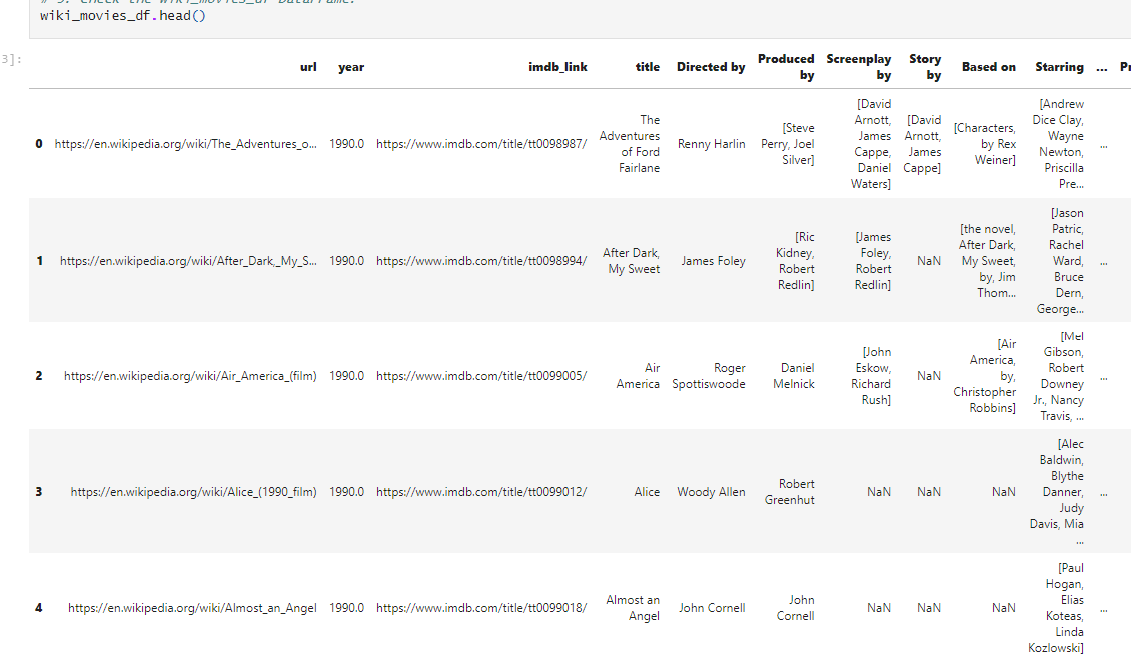 # 5. Check the wiki_movies_df DataFrame.
wiki_movies_df.head()
3]:
url year imdb_link title Directed by Produced by Screenplay by Story by Based on Starring ... Pr
0 https://en.wikipedia.org/wiki/The_Adventures_o... 1990.0 https://www.imdb.com/title/tt0098987/ The Adventures of Ford Fairlane Renny Harlin [Steve Perry, Joel Silver] [David Arnott, James Cappe, Daniel Waters] [David Arnott, James Cappe] [Characters, by Rex Weiner] [Andrew Dice Clay, Wayne Newton, Priscilla Pre... ...
1 https://en.wikipedia.org/wiki/After_Dark,_My_S... 1990.0 https://www.imdb.com/title/tt0098994/ After Dark, My Sweet James Foley [Ric Kidney, Robert Redlin] [James Foley, Robert Redlin] NaN [the novel, After Dark, My Sweet, by, Jim Thom... [Jason Patric, Rachel Ward, Bruce Dern, George... ...
2 https://en.wikipedia.org/wiki/Air_America_(film) 1990.0 https://www.imdb.com/title/tt0099005/ Air America Roger Spottiswoode Daniel Melnick [John Eskow, Richard Rush] NaN [Air America, by, Christopher Robbins] [Mel Gibson, Robert Downey Jr., Nancy Travis, ... ...
3 https://en.wikipedia.org/wiki/Alice_(1990_film) 1990.0 https://www.imdb.com/title/tt0099012/ Alice Woody Allen Robert Greenhut NaN NaN NaN [Alec Baldwin, Blythe Danner, Judy Davis, Mia ... ...
4 https://en.wikipedia.org/wiki/Almost_an_Angel 1990.0 https://www.imdb.com/title/tt0099018/ Almost an Angel John Cornell John Cornell NaN NaN NaN [Paul Hogan, Elias Koteas, Linda Kozlowski] ...